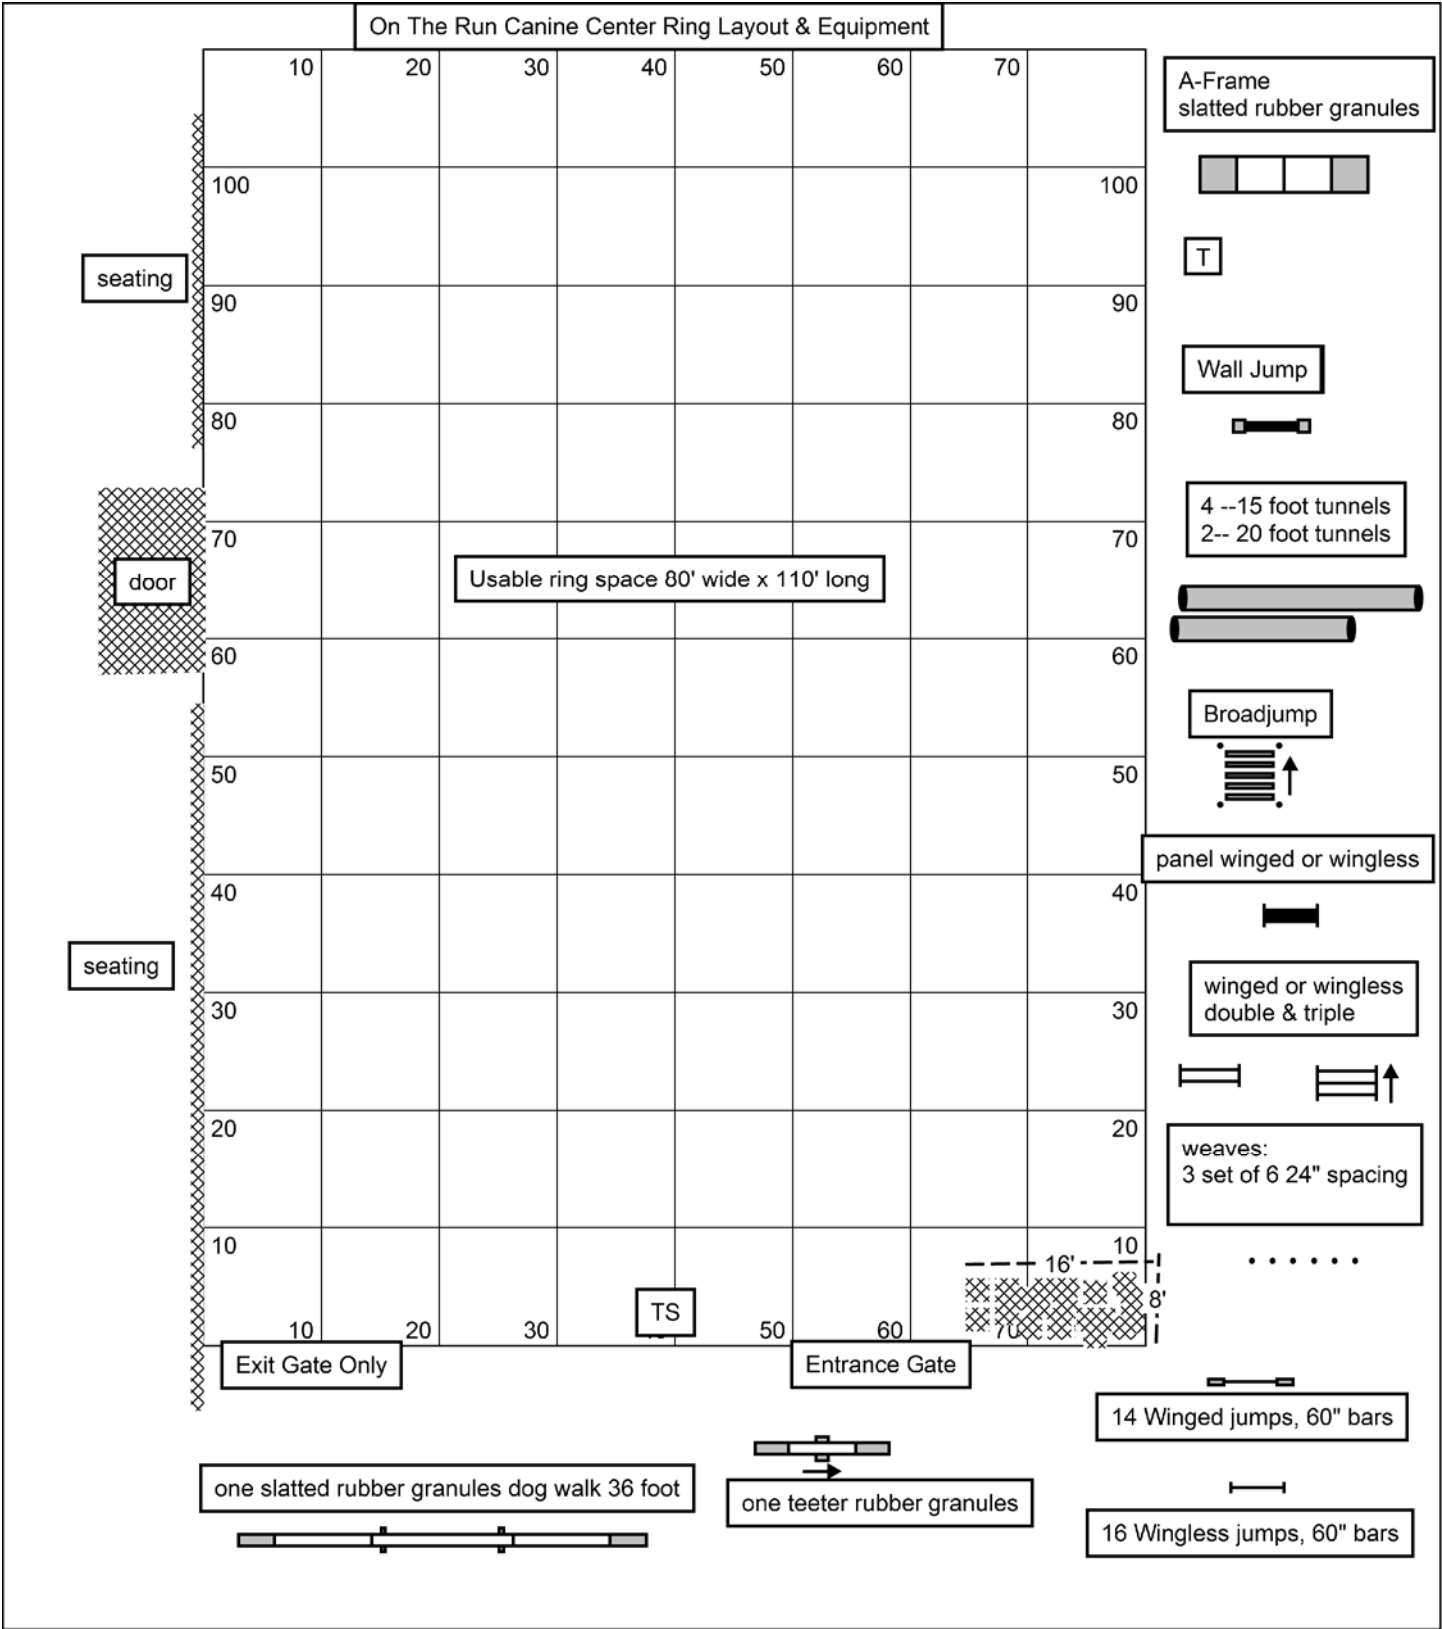 On The Run Canine Center Ring Layout & Equipment
10 20 30 40 50 60 70
A-Frame
slatted rubber granules
100 100
T
seating
90 90
Wall Jump
80 80
4 --15 foot tunnels
2-- 20 foot tunnels
70 70
door
Usable ring space 80' wide x 110' long
60 60
Broadjump
50 50
panel winged or wingless
40 40
seating
winged or wingless
double & triple
30 30
20 20
weaves:
3 set of 6 24" spacing
10 10
16'
8'
TS
10 20 30 50 60 70
Exit Gate Only
Entrance Gate
14 Winged jumps, 60" bars
one slatted rubber granules dog walk 36 foot
one teeter rubber granules
16 Wingless jumps, 60" bars